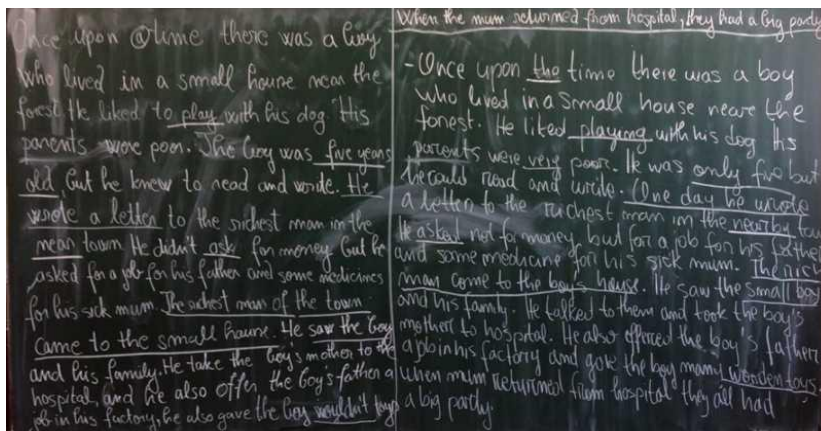 Once upon @ time there was a boy
who lived in a small house near the
forest. He liked to play with his dog. His
parents were poor. The boy was five years
old, but he knew to read and wride. He
wrote a letter to the richest man in the
mean town. He didn't ask for money but he
asked for a job for his father and some medicines
for his sick mum. The richest man of the town
came to the small house. He saw the boy
and his family. He take the boy's mother to the
hospital, and he also offer the boy's father a
job in his factory, he also gave the boy wouldn't toys
When the mum returned from hospital, they had a big party
- Once upon the time there was a boy
who lived in a small house neare the
forest. He liked playing with his dog His
parents were very poor. He was only five but
he could read and write. One day he wrote
a letter to the richest man in the nearby tow
He asked not for money, but for a job for his father
and some medicine for his sick mum. The rich
man come to the boy's house. He saw the small boy
and his family. He talked to them and took the boy's
mother to hospital. He also offered the boy's father
a job in his factory and gave the boy many wooden toys.
when mum returned from hospital they all had
a big party.